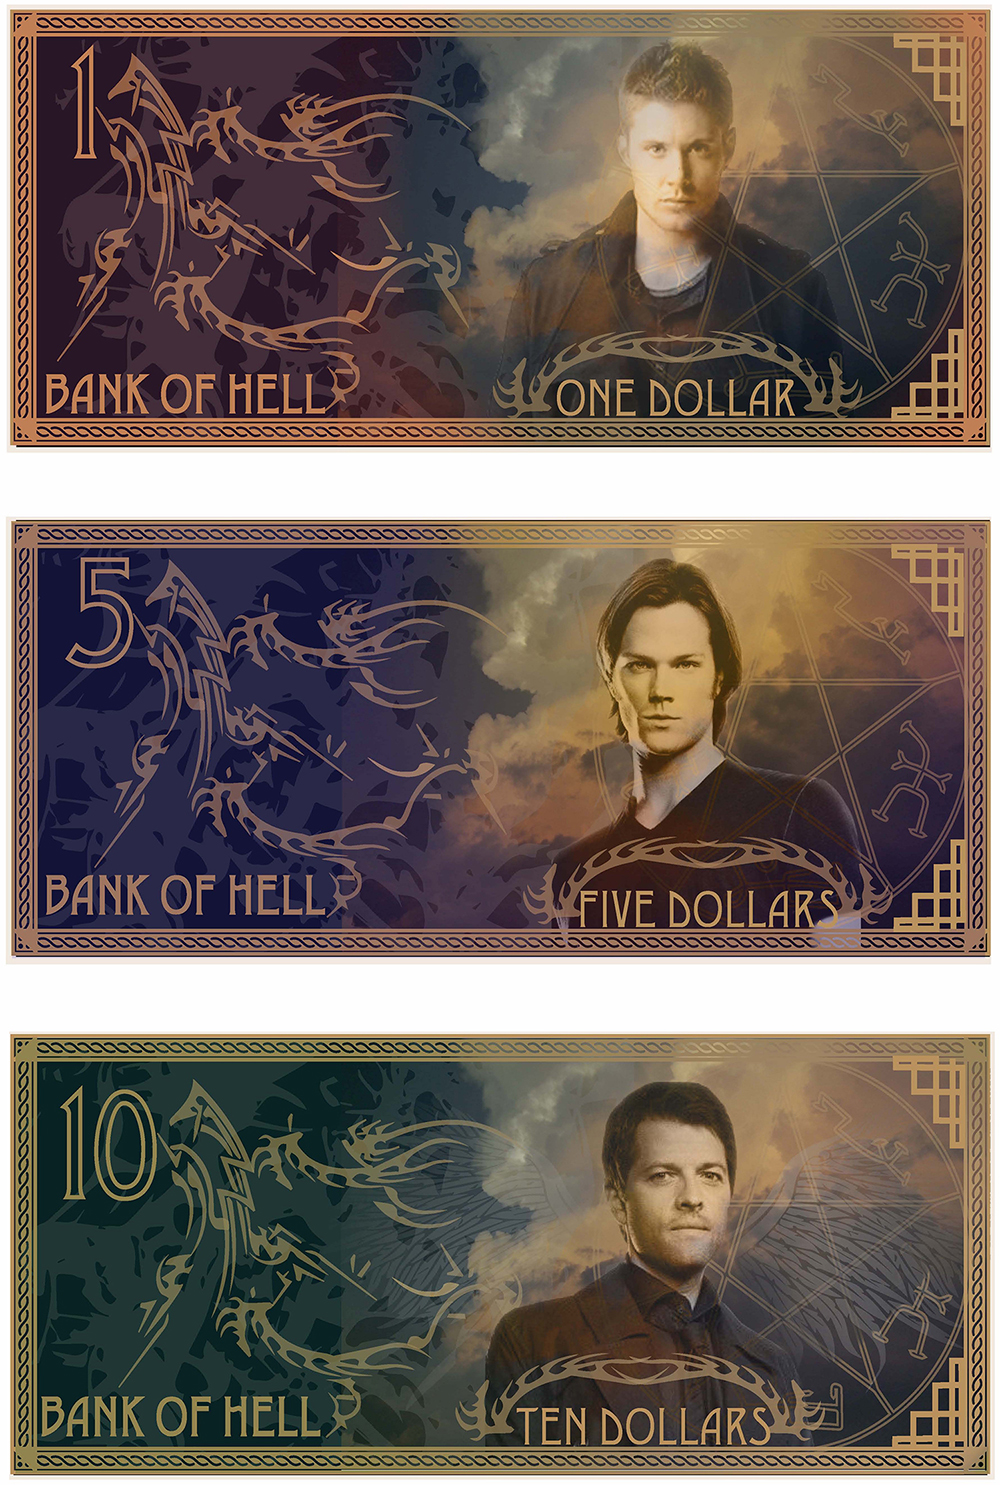 1
BANK OF HELL
ONE DOLLAR
5
BANK OF HELL
FIVE DOLLARS
10
BANK OF HELL
TEN DOLLARS